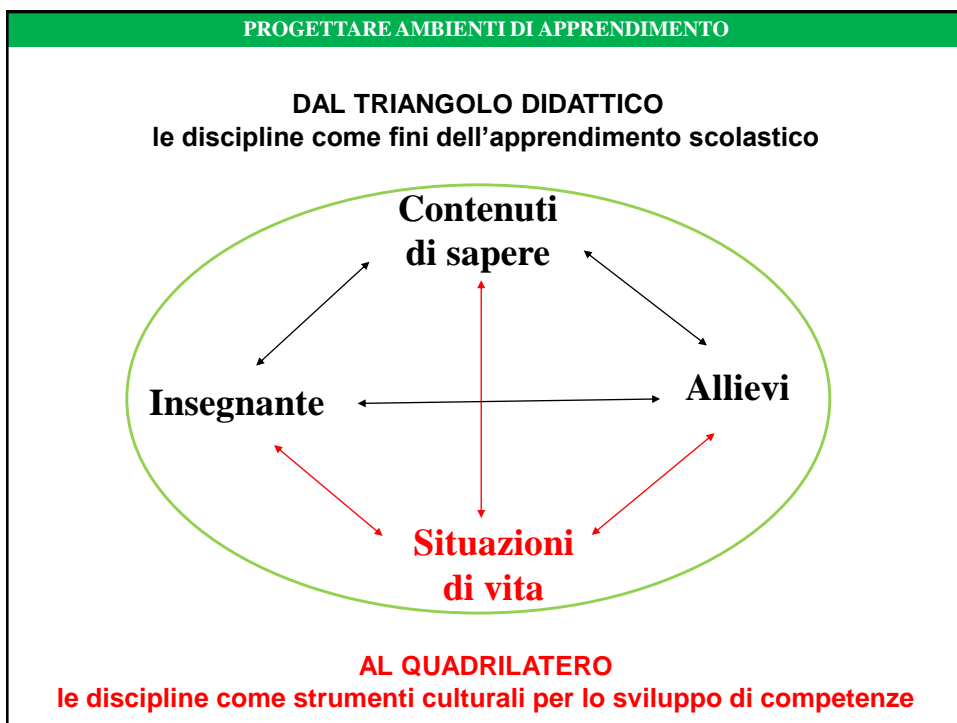 PROGETTARE AMBIENTI DI APPRENDIMENTO
DAL TRIANGOLO DIDATTICO
le discipline come fini dell’apprendimento scolastico
Contenuti
di sapere
Insegnante
Allievi
Situazioni
di vita
AL QUADRILATERO
le discipline come strumenti culturali per lo sviluppo di competenze